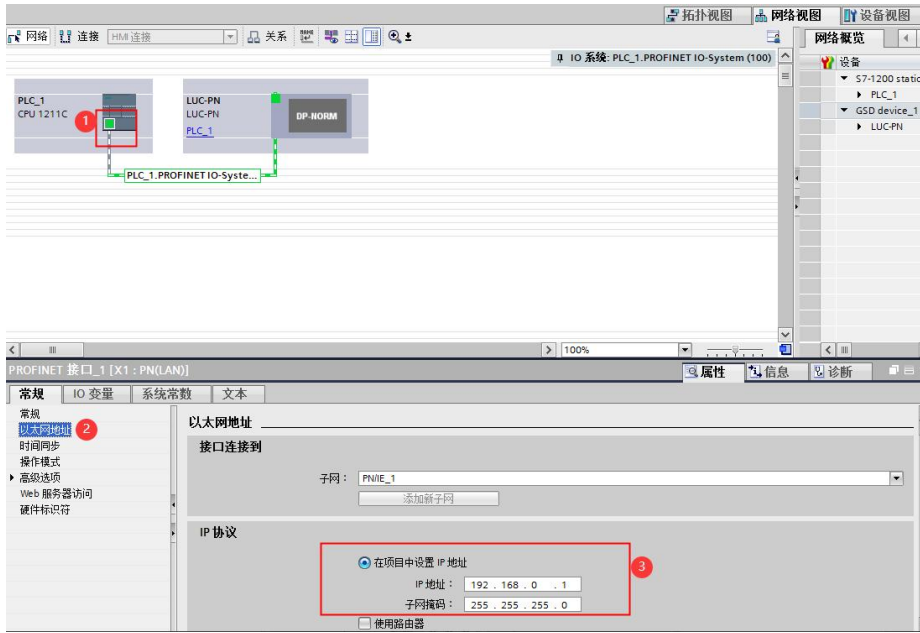 拓扑视图 网络视图 设备视图
网络 连接 HMI连接 关系
网络概览
IO 系统: PLC_1.PROFINET IO-System (100)
设备
S7-1200 static
PLC_1
GSD device_1
LUC-PN
PLC_1
CPU 1211C
1
LUC-PN
LUC-PN
PLC_1
DP-NORM
PLC_1.PROFINET IO-Syste...
100%
PROFINET 接口_1 [X1 : PN(LAN)]
属性 信息 诊断
常规 IO 变量 系统常数 文本
常规
以太网地址 2
时间同步
操作模式
高级选项
Web 服务器访问
硬件标识符
以太网地址
接口连接到
子网： PN/IE_1
添加新子网
IP 协议
在项目中设置 IP 地址
3
IP 地址： 192 . 168 . 0 . 1
子网掩码： 255 . 255 . 255 . 0
使用路由器